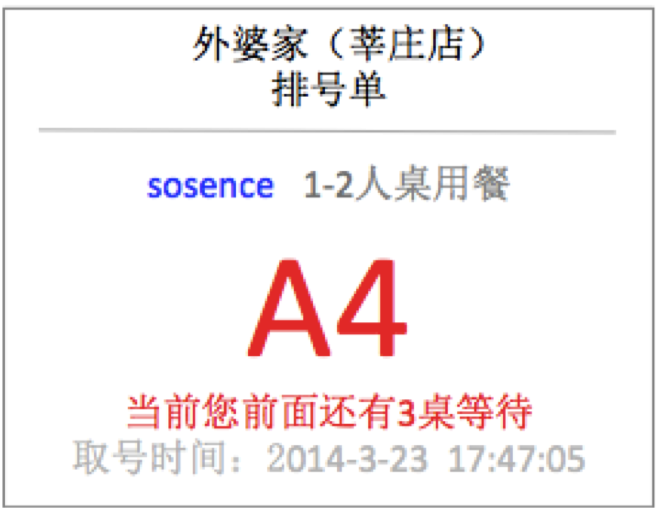 外婆家（莘庄店）
排号单
sosence 1-2人桌用餐
A4
当前您前面还有3桌等待
取号时间：2014-3-23 17:47:05